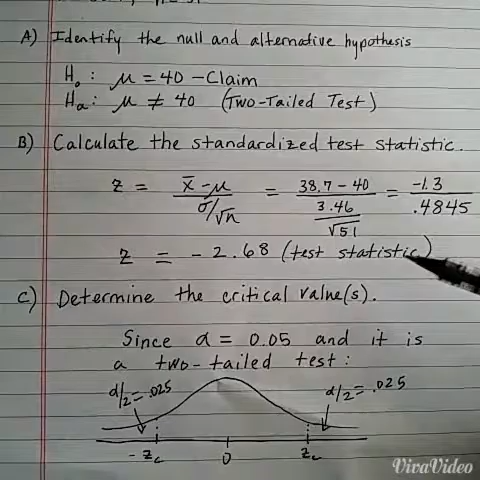 A) Identify the null and alternative hypothesis
H₀ : μ = 40 - Claim
Hₐ : μ ≠ 40 (Two-Tailed Test)
B) Calculate the standardized test statistic.
z = (x̄ - μ)/(σ/√n) = (38.7 - 40)/(3.46/√51) = -1.3/.4845
z = -2.68 (test statistic)
C) Determine the critical value(s).
Since α = 0.05 and it is
a two-tailed test:
α/2 = .025 α/2 = .025
-z꜀ 0 z꜀
VivaVideo